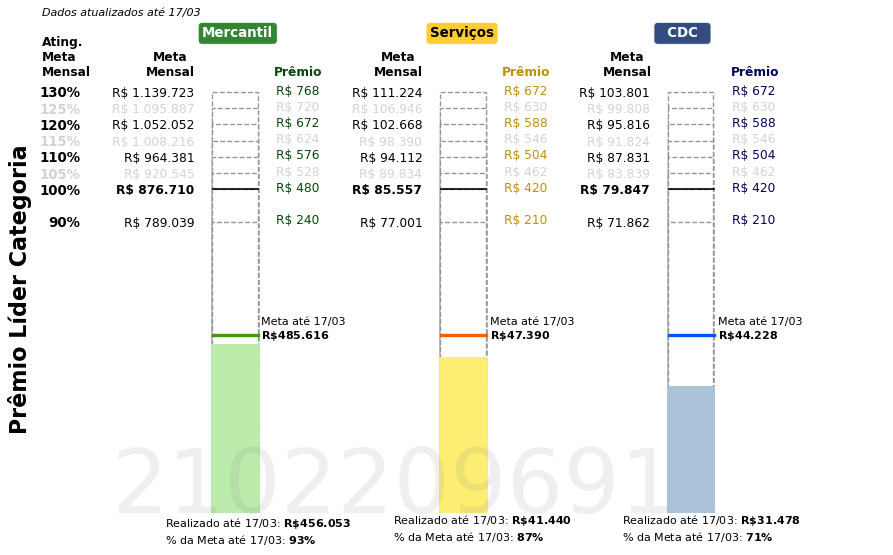 Dados atualizados até 17/03
Mercantil Serviços CDC
Ating.
Meta Meta Meta Meta
Mensal Mensal Prêmio Mensal Prêmio Mensal Prêmio
130% R$ 1.139.723 R$ 768 R$ 111.224 R$ 672 R$ 103.801 R$ 672
125% R$ 1.095.887 R$ 720 R$ 106.946 R$ 630 R$ 99.808 R$ 630
120% R$ 1.052.052 R$ 672 R$ 102.668 R$ 588 R$ 95.816 R$ 588
115% R$ 1.008.216 R$ 624 R$ 98.390 R$ 546 R$ 91.824 R$ 546
110% R$ 964.381 R$ 576 R$ 94.112 R$ 504 R$ 87.831 R$ 504
105% R$ 920.545 R$ 528 R$ 89.834 R$ 462 R$ 83.839 R$ 462
100% R$ 876.710 R$ 480 R$ 85.557 R$ 420 R$ 79.847 R$ 420
90% R$ 789.039 R$ 240 R$ 77.001 R$ 210 R$ 71.862 R$ 210
Prêmio Líder Categoria
Meta até 17/03 Meta até 17/03 Meta até 17/03
R$485.616 R$47.390 R$44.228
21022209691
Realizado até 17/03: R$456.053 Realizado até 17/03: R$41.440 Realizado até 17/03: R$31.478
% da Meta até 17/03: 93% % da Meta até 17/03: 87% % da Meta até 17/03: 71%